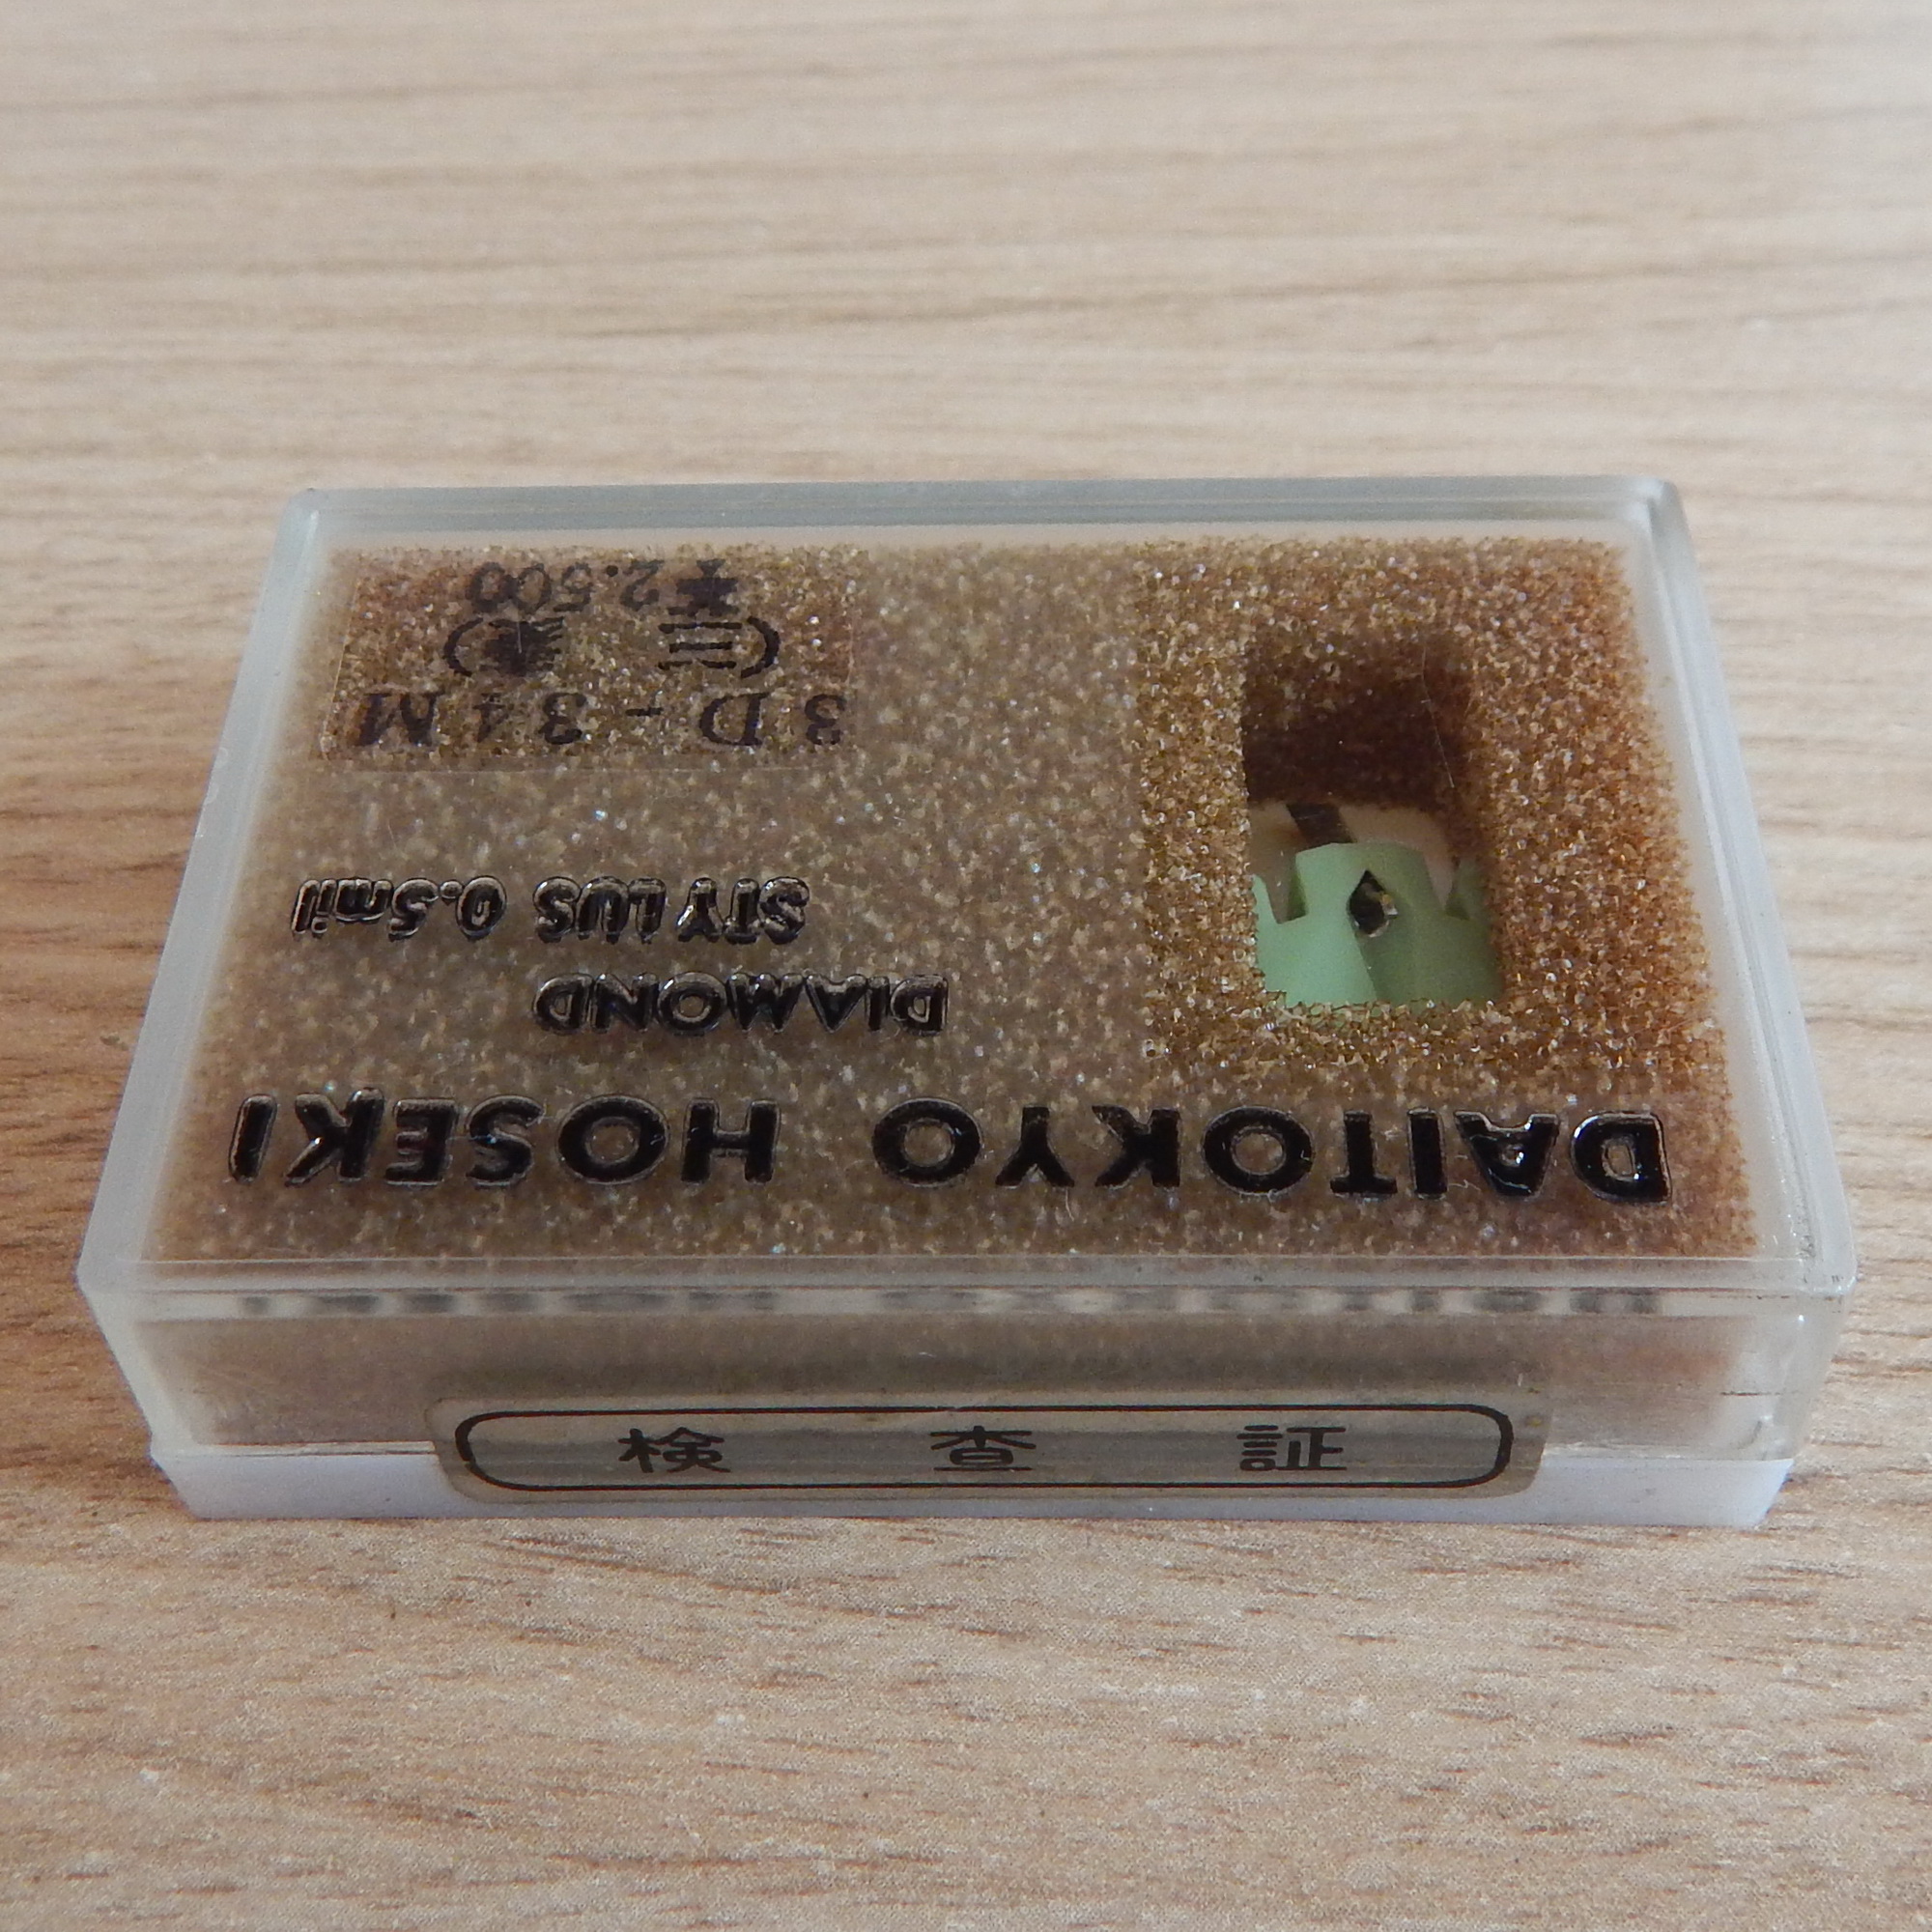 DAITOKYO HOSEKI
DIAMOND
STYLUS 0.5mil
3D-34M
(三 菱)
¥2.500
検 査 証